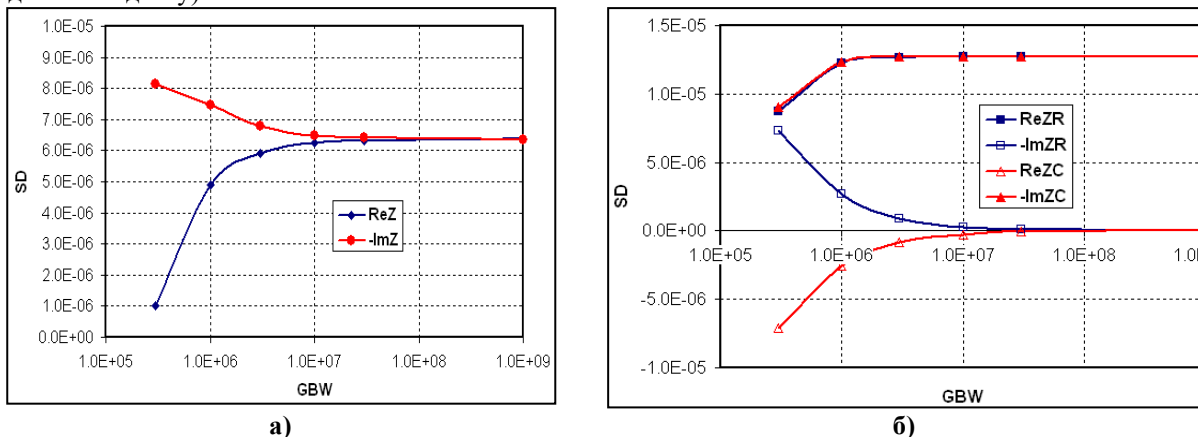 1.0E-05
9.0E-06
8.0E-06
7.0E-06
6.0E-06
5.0E-06
4.0E-06
3.0E-06
2.0E-06
1.0E-06
0.0E+00
SD
ReZ
-ImZ
1.0E+05 1.0E+06 1.0E+07 1.0E+08 1.0E+09
GBW
а)
1.5E-05
1.0E-05
5.0E-06
0.0E+00
-5.0E-06
-1.0E-05
SD
ReZR
-ImZR
ReZC
-ImZC
1.0E+05 1.0E+06 1.0E+07 1.0E+08
GBW
б)